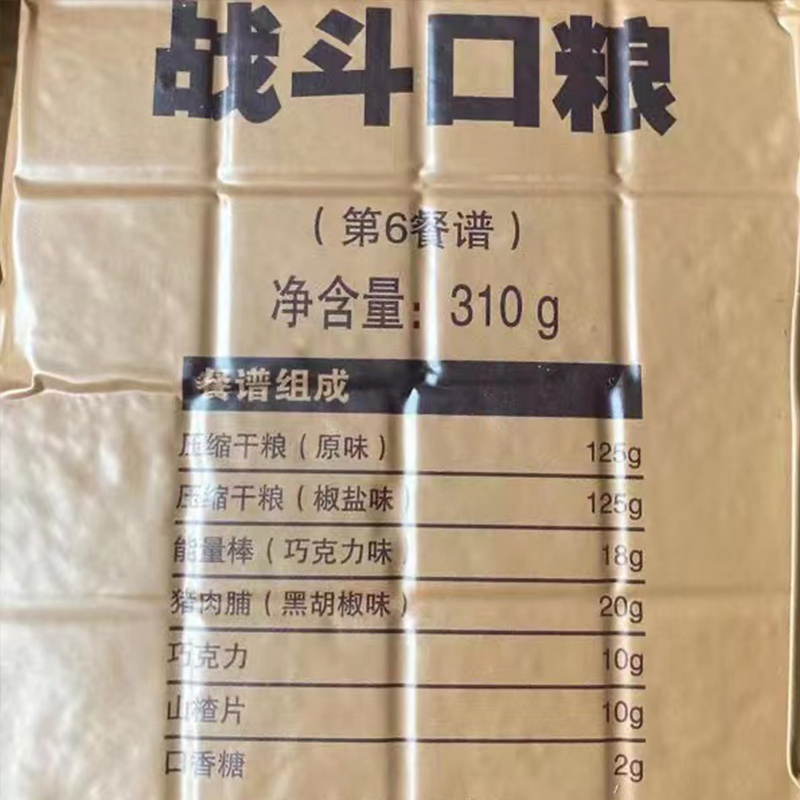 战斗口粮
（第6餐谱）
净含量：310 g
餐谱组成
压缩干粮（原味） 125g
压缩干粮（椒盐味） 125g
能量棒（巧克力味） 18g
猪肉脯（黑胡椒味） 20g
巧克力 10g
山楂片 10g
口香糖 2g